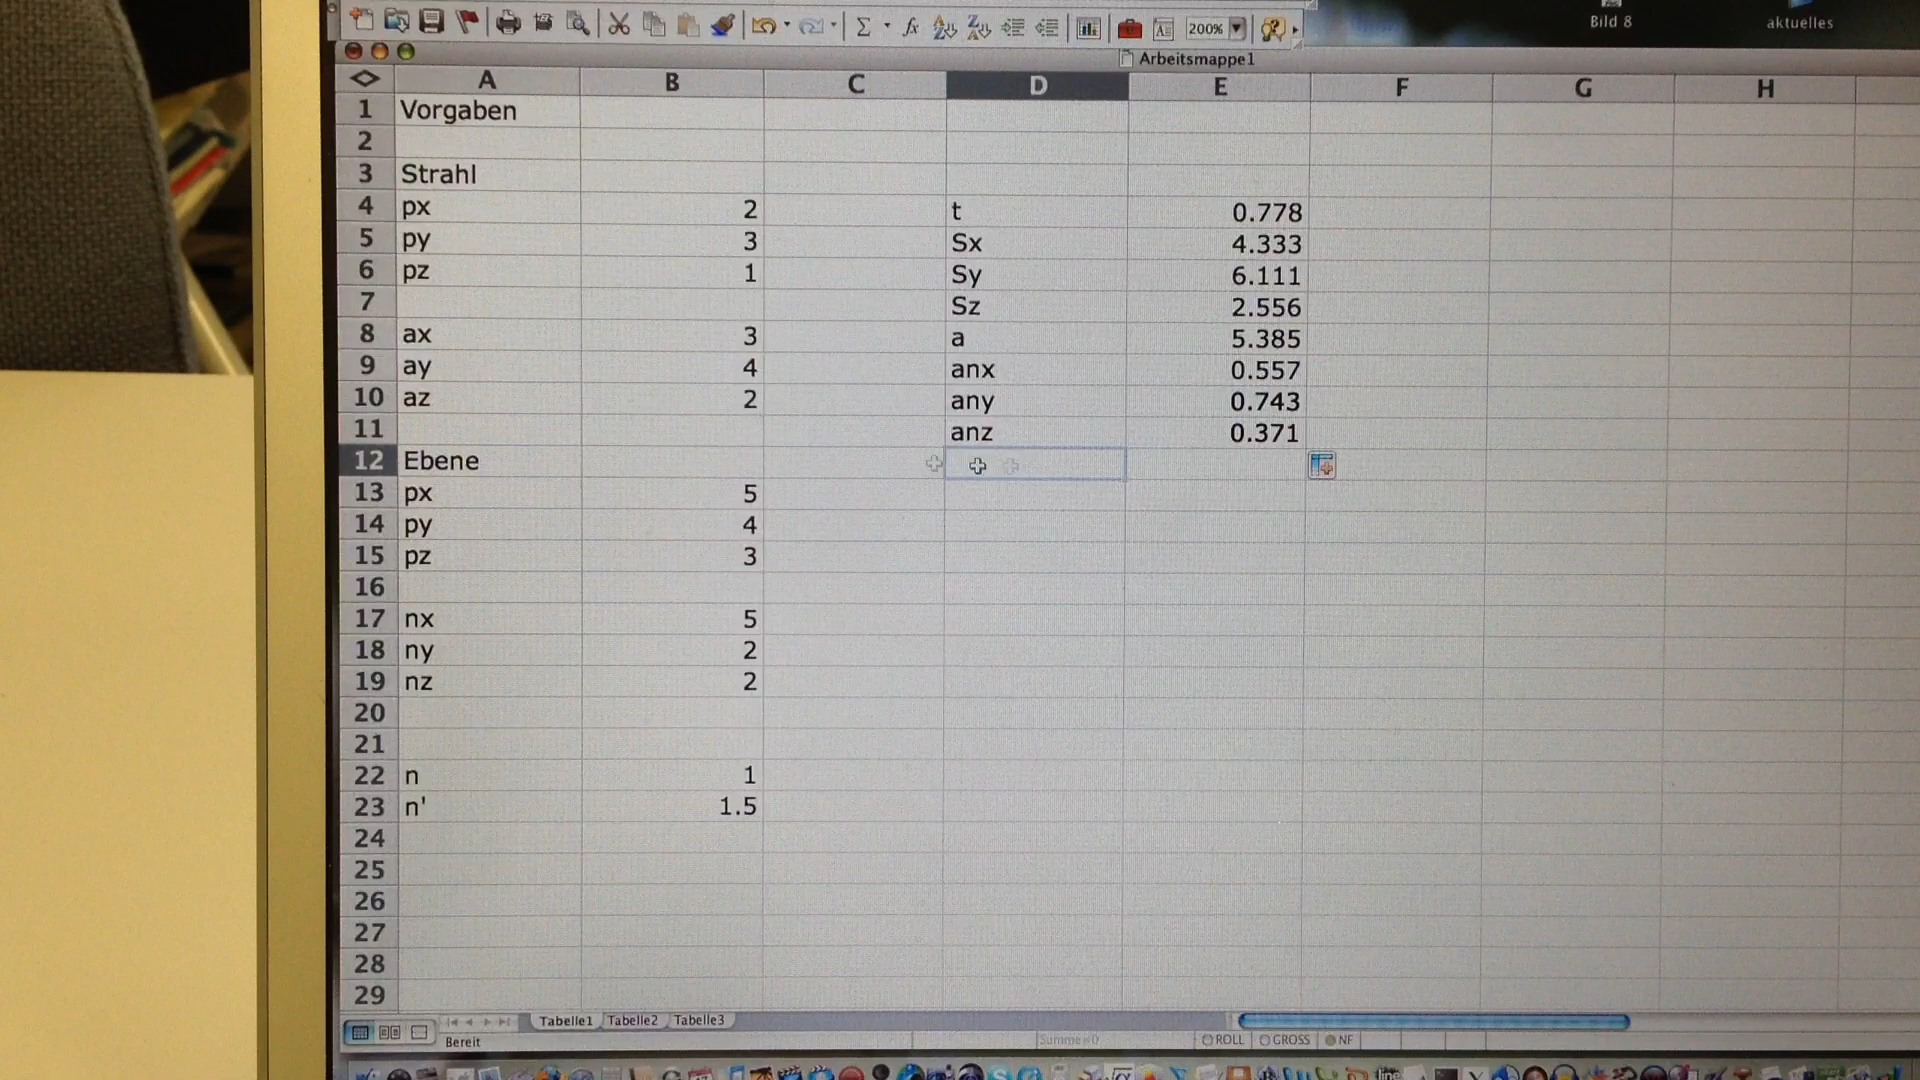 Bild 8
aktuelles
200%
Arbeitsmappe1
A B C D E F G H
1 Vorgaben
2
3 Strahl
4 px 2 t 0.778
5 py 3 Sx 4.333
6 pz 1 Sy 6.111
7 Sz 2.556
8 ax 3 a 5.385
9 ay 4 anx 0.557
10 az 2 any 0.743
11 anz 0.371
12 Ebene
13 px 5
14 py 4
15 pz 3
16
17 nx 5
18 ny 2
19 nz 2
20
21
22 n 1
23 n' 1.5
24
25
26
27
28
29
Tabelle1 Tabelle2 Tabelle3
Bereit Summe=0 ROLL GROSS NF